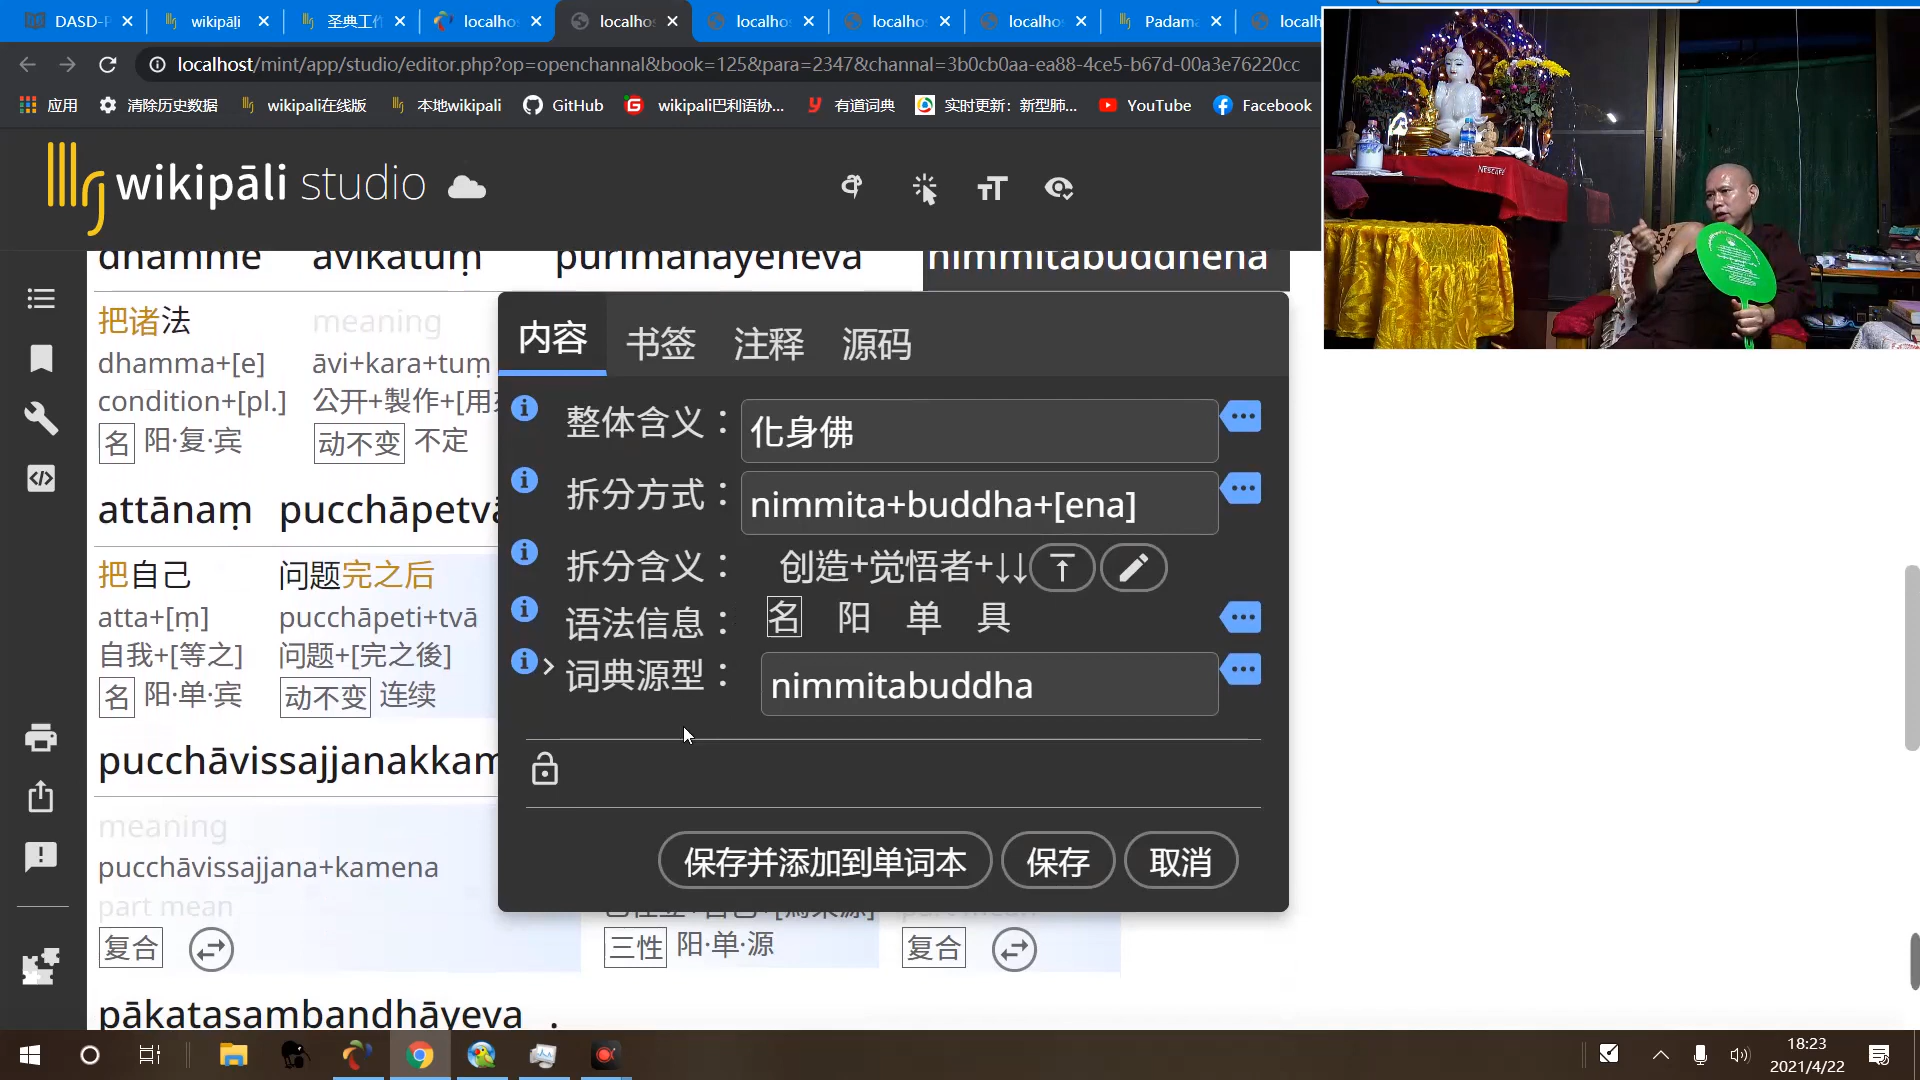 DASD-P
wikipāḷi
圣典工作
localhos
localhos
localhos
localhos
localhos
Padama
localh
localhost/mint/app/studio/editor.php?op=openchannal&book=125&para=2347&channal=3b0cb0aa-ea88-4ce5-b67d-00a3e76220cc
应用
清除历史数据
wikipali在线版
本地wikipali
GitHub
wikipali巴利语协...
有道词典
实时更新：新型肺...
YouTube
Facebook
wikipāli studio
NESCAFÉ
dhamme āvikātuṃ purimanayeneva nimmitabuddhena
把诸法 meaning
dhamma+[e] āvi+kara+tuṃ
condition+[pl.] 公开+製作+[用
名 阳·复·宾 动不变 不定
attānaṃ pucchāpetvā
把自己 问题完之后
atta+[ṃ] pucchāpeti+tvā
自我+[等之] 问题+[完之後]
名 阳·单·宾 动不变 连续
pucchāvissajjanakkam
meaning
pucchāvissajjana+kamena
part mean
复合 三性 阳·单·源 复合
pākatasambandhāyeva .
内容 书签 注释 源码
整体含义： 化身佛
拆分方式： nimmita+buddha+[ena]
拆分含义： 创造+觉悟者+↓↓
语法信息： 名 阳 单 具
词典源型： nimmitabuddha
保存并添加到单词本 保存 取消
18:23
2021/4/22